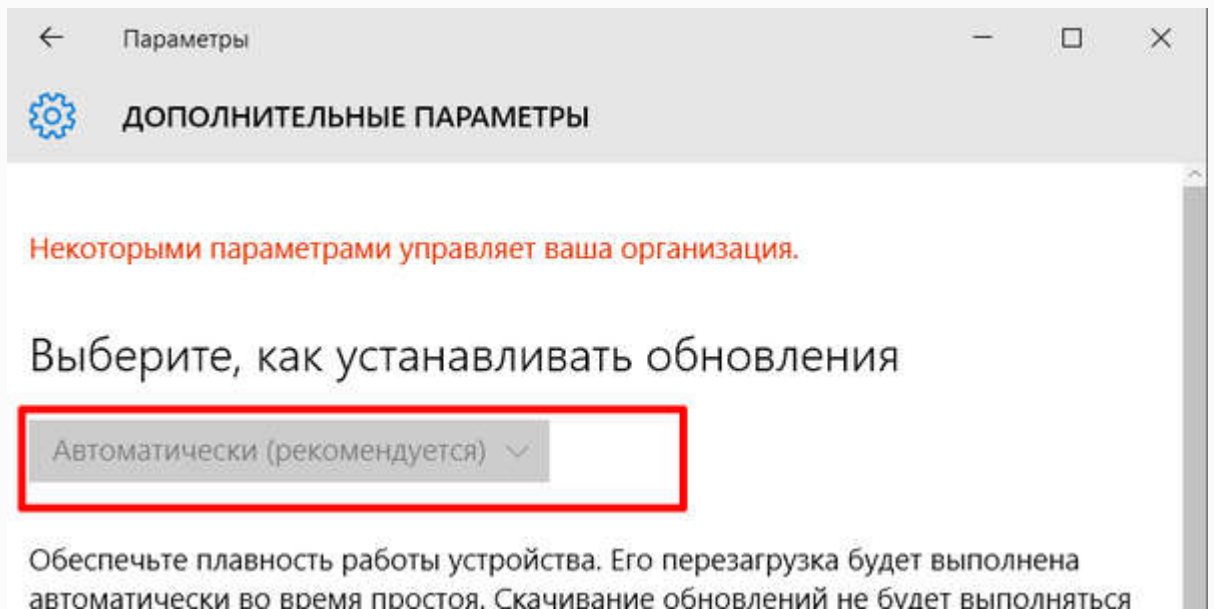 Параметры
ДОПОЛНИТЕЛЬНЫЕ ПАРАМЕТРЫ
Некоторыми параметрами управляет ваша организация.
Выберите, как устанавливать обновления
Автоматически (рекомендуется)
Обеспечьте плавность работы устройства. Его перезагрузка будет выполнена
автоматически во время простоя. Скачивание обновлений не будет выполняться